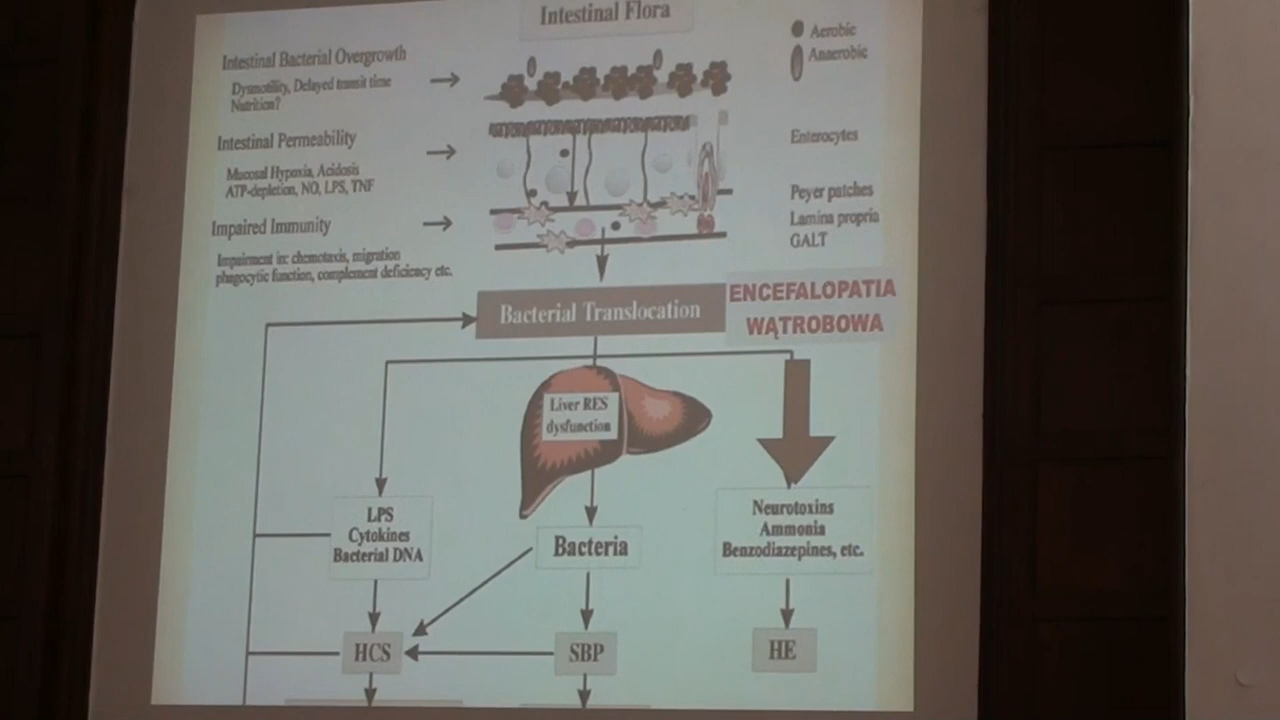 Intestinal Flora
Intestinal Bacterial Overgrowth
Dysmotility, Delayed transit time
Nutrition?
Intestinal Permeability
Mucosal Hypoxia, Acidosis
ATP-depletion, NO, LPS, TNF
Impaired Immunity
Impairment in: chemotaxis, migration
phagocytic function, complement deficiency etc.
Aerobic
Anaerobic
Enterocytes
Peyer patches
Lamina propria
GALT
Bacterial Translocation
ENCEFALOPATIA
WĄTROBOWA
Liver RES
dysfunction
LPS
Cytokines
Bacterial DNA
Bacteria
Neurotoxins
Ammonia
Benzodiazepines, etc.
HCS
SBP
HE